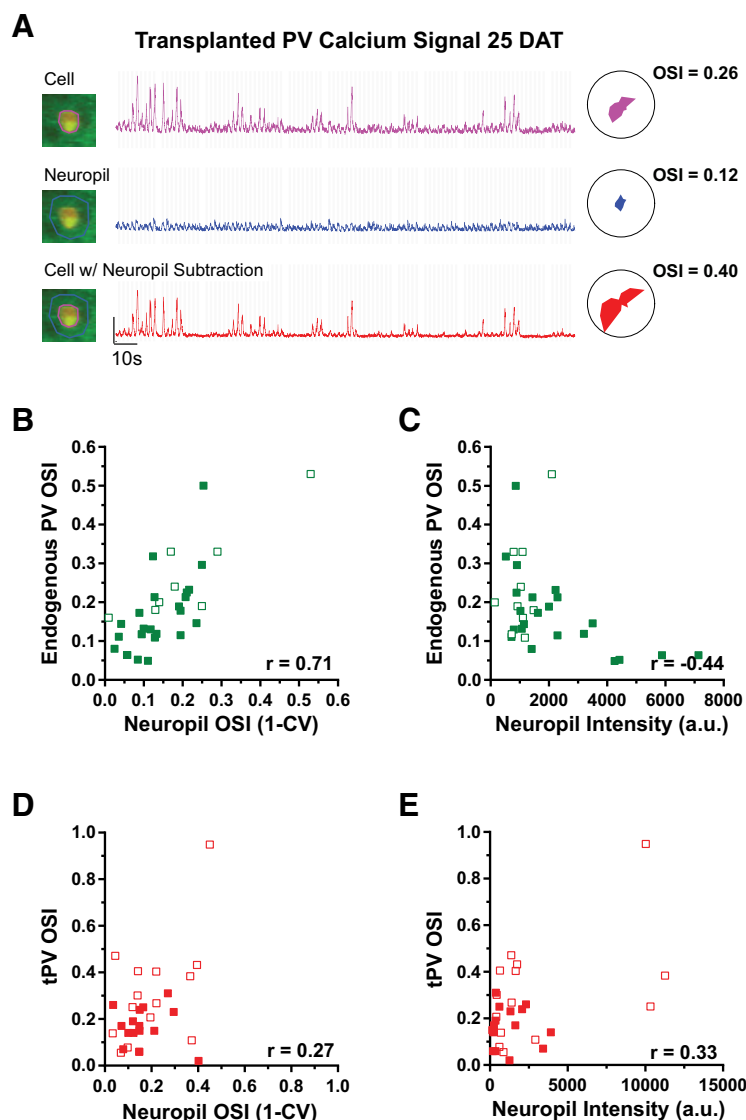 A
Transplanted PV Calcium Signal 25 DAT
Cell
OSI = 0.26
Neuropil
OSI = 0.12
Cell w/ Neuropil Subtraction
OSI = 0.40
10s
B
0.6
0.5
0.4
0.3
0.2
0.1
0.0
Endogenous PV OSI
r = 0.71
0.0 0.1 0.2 0.3 0.4 0.5 0.6
Neuropil OSI (1-CV)
C
0.6
0.5
0.4
0.3
0.2
0.1
0.0
Endogenous PV OSI
r = -0.44
0 2000 4000 6000 8000
Neuropil Intensity (a.u.)
D
1.0
0.8
0.6
0.4
0.2
0.0
tPV OSI
r = 0.27
0.0 0.2 0.4 0.6 0.8 1.0
Neuropil OSI (1-CV)
E
1.0
0.8
0.6
0.4
0.2
0.0
tPV OSI
r = 0.33
0 5000 10000 15000
Neuropil Intensity (a.u.)